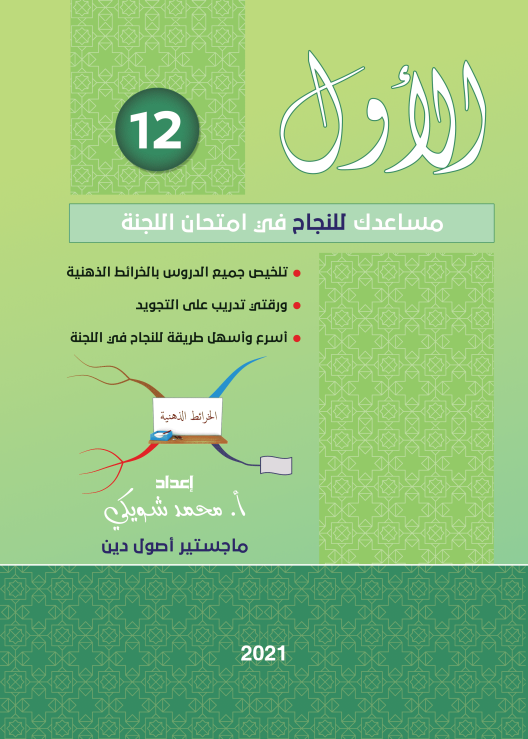 الأول
12
مساعدك للنجاح في امتحان اللجنة
• تلخيص جميع الدروس بالخرائط الذهنية
• ورقتي تدريب على التجويد
• أسرع وأسهل طريقة للنجاح في اللجنة
الخرائط الذهنية
إعداد
أ. محمد شويكي
ماجستير أصول دين
2021